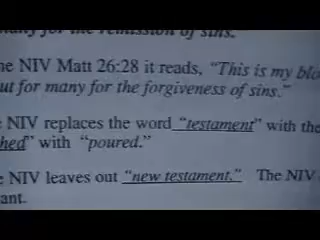 many for the remission of sins.
he NIV Matt 26:28 it reads, “This is my blo
ut for many for the forgiveness of sins.”
e NIV replaces the word “testament” with the
hed” with “poured.”
e NIV leaves out “new testament.” The NIV
ant.